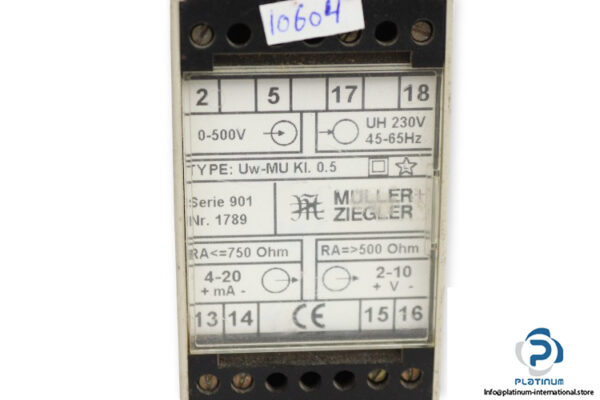 10604
2 5 17 18
0-500V
UH 230V
45-65Hz
TYPE: Uw-MU Kl. 0.5
Serie 901
Nr. 1789
MÜLLER+
ZIEGLER
RA<=750 Ohm
4-20
+ mA -
RA=>500 Ohm
2-10
+ V -
13 14 CE 15 16
PLATINUM
Info@platinum-international.store